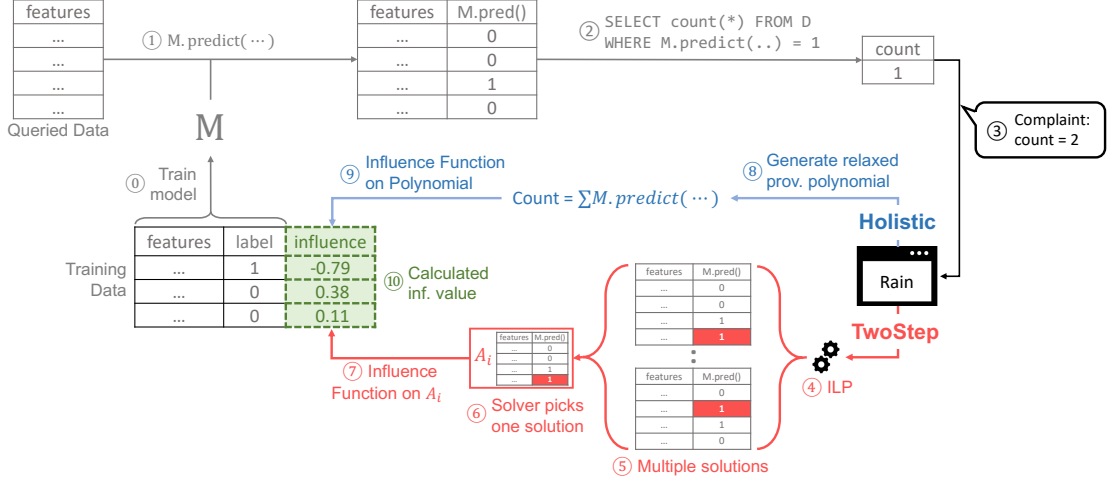 features
...
...
...
...
Queried Data
① M.predict(⋯)
M
⓪ Train
model
features M.pred()
... 0
... 0
... 1
... 0
② SELECT count(*) FROM D
WHERE M.predict(..) = 1
count
1
③ Complaint:
count = 2
⑨ Influence Function
on Polynomial
Count = ∑M.predict(⋯)
⑧ Generate relaxed
prov. polynomial
Holistic
Rain
TwoStep
④ ILP
Training
Data
features label influence
... 1 -0.79
... 0 0.38
... 0 0.11
⑩ Calculated
inf. value
⑦ Influence
Function on Aᵢ
Aᵢ
features M.pred()
... 0
... 0
... 1
... 1
⑥ Solver picks
one solution
features M.pred()
... 0
... 0
... 1
... 1
features M.pred()
... 0
... 1
... 1
... 0
⑤ Multiple solutions